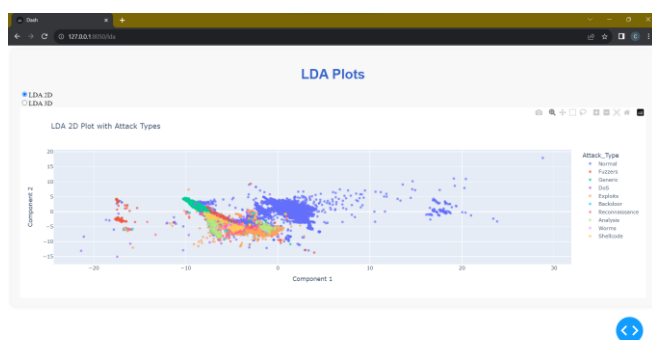 Dash
127.0.0.1:8050/lda
LDA Plots
LDA 2D
LDA 3D
LDA 2D Plot with Attack Types
20
15
10
5
0
−5
−10
−15
Component 2
−20
−10
0
10
20
30
Component 1
Attack_Type
Normal
Fuzzers
Generic
DoS
Exploits
Backdoor
Reconnaissance
Analysis
Worms
Shellcode